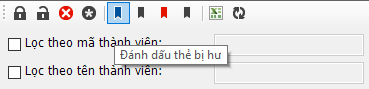 Lọc theo mã thành viên:
Đánh dấu thẻ bị hư
Lọc theo tên thành viên: